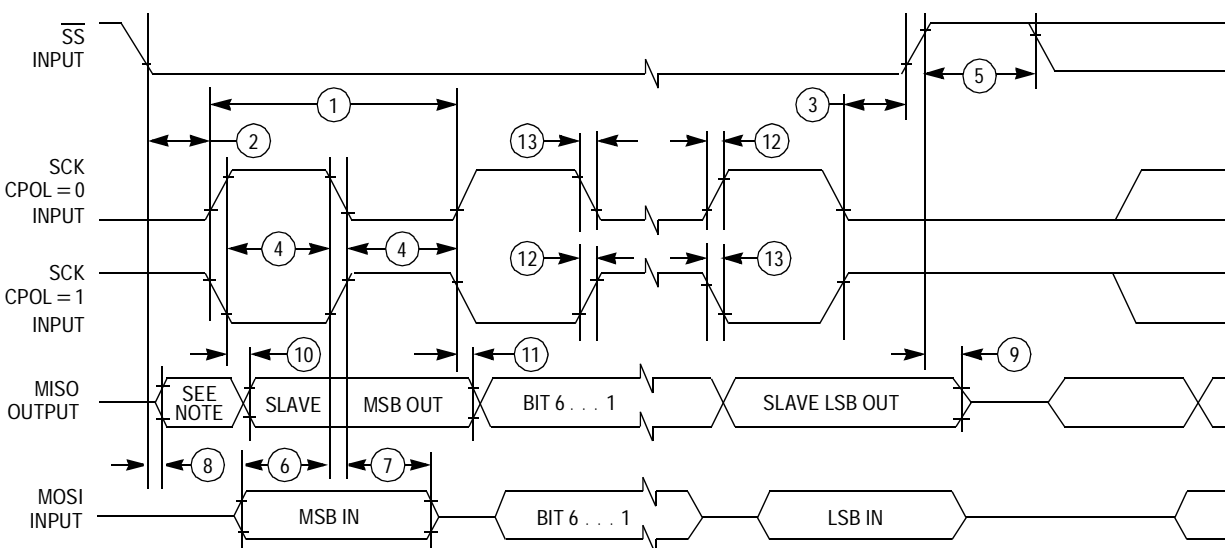 SS
INPUT
1
3
5
2
13
12
SCK
CPOL = 0
INPUT
4
4
12
13
SCK
CPOL = 1
INPUT
10
11
9
MISO
OUTPUT
SEE
NOTE
SLAVE
MSB OUT
BIT 6 . . . 1
SLAVE LSB OUT
8
6
7
MOSI
INPUT
MSB IN
BIT 6 . . . 1
LSB IN